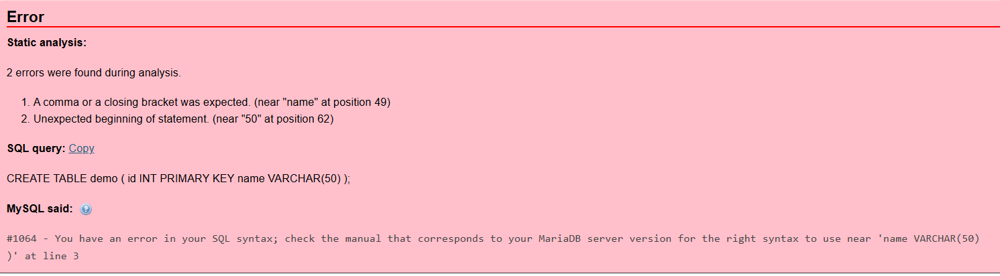 Error
Static analysis:
2 errors were found during analysis.
1. A comma or a closing bracket was expected. (near "name" at position 49)
2. Unexpected beginning of statement. (near "50" at position 62)
SQL query: Copy
CREATE TABLE demo ( id INT PRIMARY KEY name VARCHAR(50) );
MySQL said:
#1064 - You have an error in your SQL syntax; check the manual that corresponds to your MariaDB server version for the right syntax to use near 'name VARCHAR(50)
)' at line 3